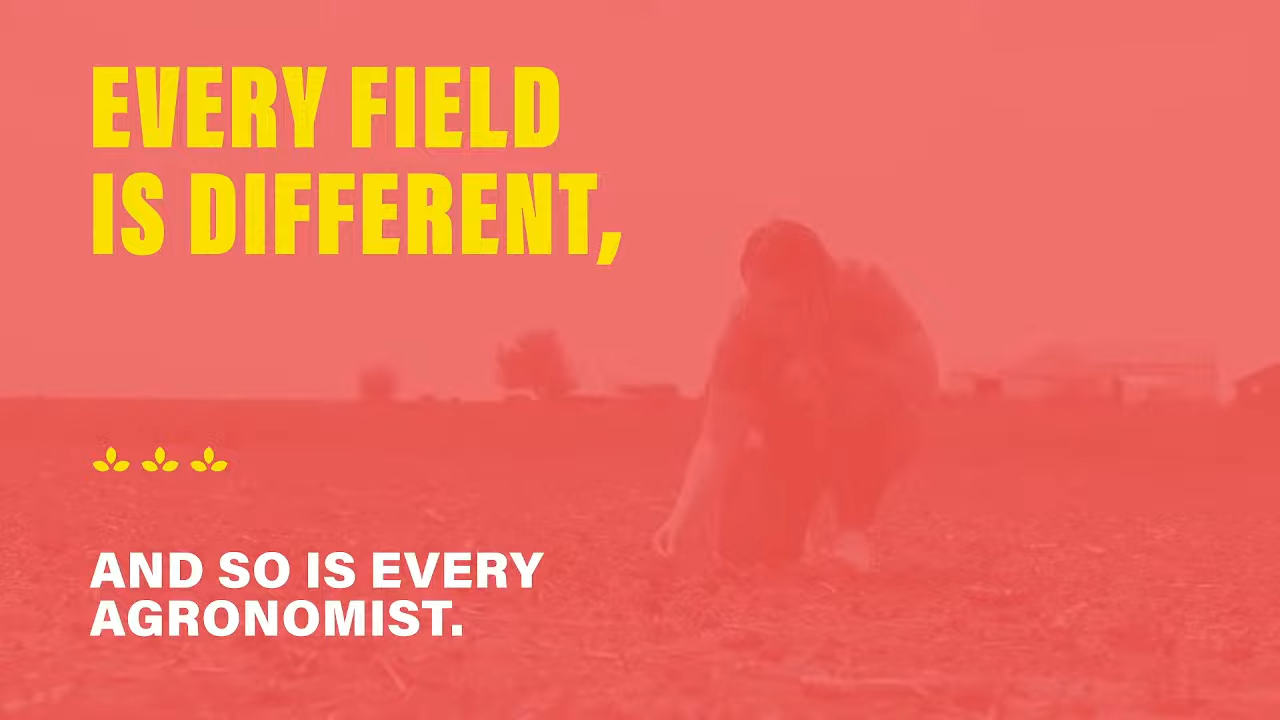 EVERY FIELD
IS DIFFERENT,
AND SO IS EVERY
AGRONOMIST.